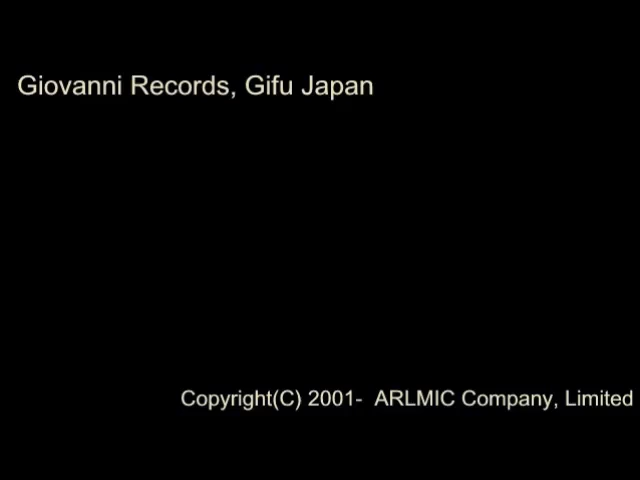 Giovanni Records, Gifu Japan
Copyright(C) 2001-  ARLMIC Company, Limited